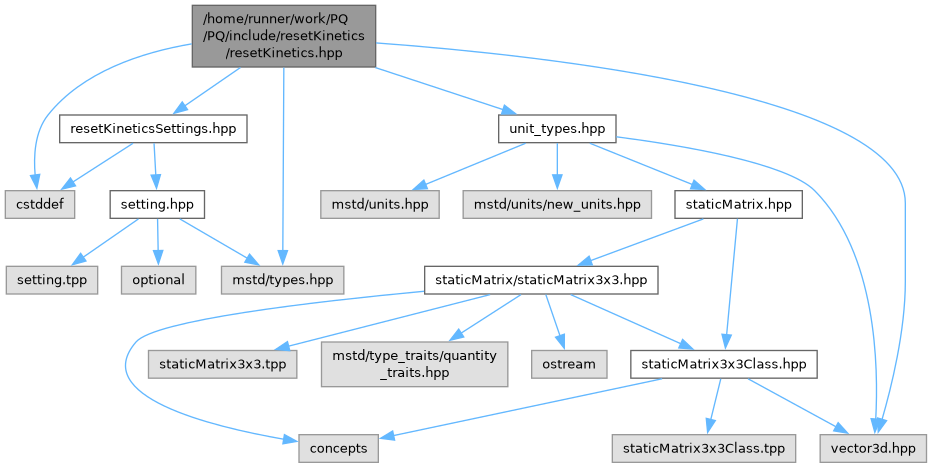 /home/runner/work/PQ
/PQ/include/resetKinetics
/resetKinetics.hpp
resetKineticsSettings.hpp
unit_types.hpp
cstddef
setting.hpp
mstd/units.hpp
mstd/units/new_units.hpp
staticMatrix.hpp
setting.tpp
optional
mstd/types.hpp
staticMatrix/staticMatrix3x3.hpp
staticMatrix3x3.tpp
mstd/type_traits/quantity
_traits.hpp
ostream
staticMatrix3x3Class.hpp
concepts
staticMatrix3x3Class.tpp
vector3d.hpp